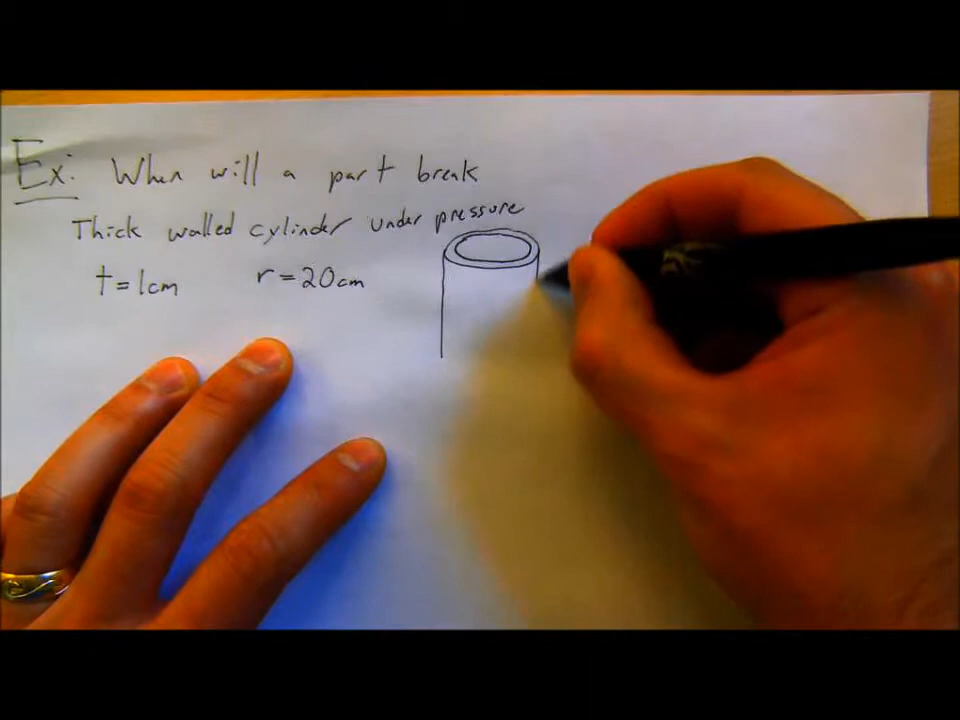 Ex: When will a part break
Thick walled cylinder under pressure
t = 1cm r = 20cm